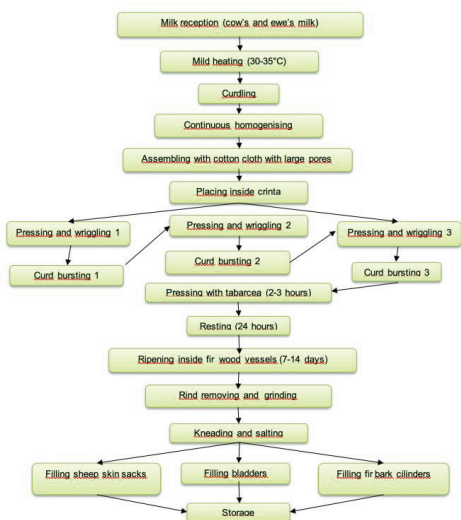 Milk reception (cow's and ewe's milk)
Mild heating (30-35°C)
Curdling
Continuous homogenising
Assembling with cotton cloth with large pores
Placing inside crinta
Pressing and wriggling 1
Pressing and wriggling 2
Pressing and wriggling 3
Curd bursting 1
Curd bursting 2
Curd bursting 3
Pressing with tabarcea (2-3 hours)
Resting (24 hours)
Ripening inside fir wood vessels (7-14 days)
Rind removing and grinding
Kneading and salting
Filling sheep skin sacks
Filling bladders
Filling fir bark cilinders
Storage